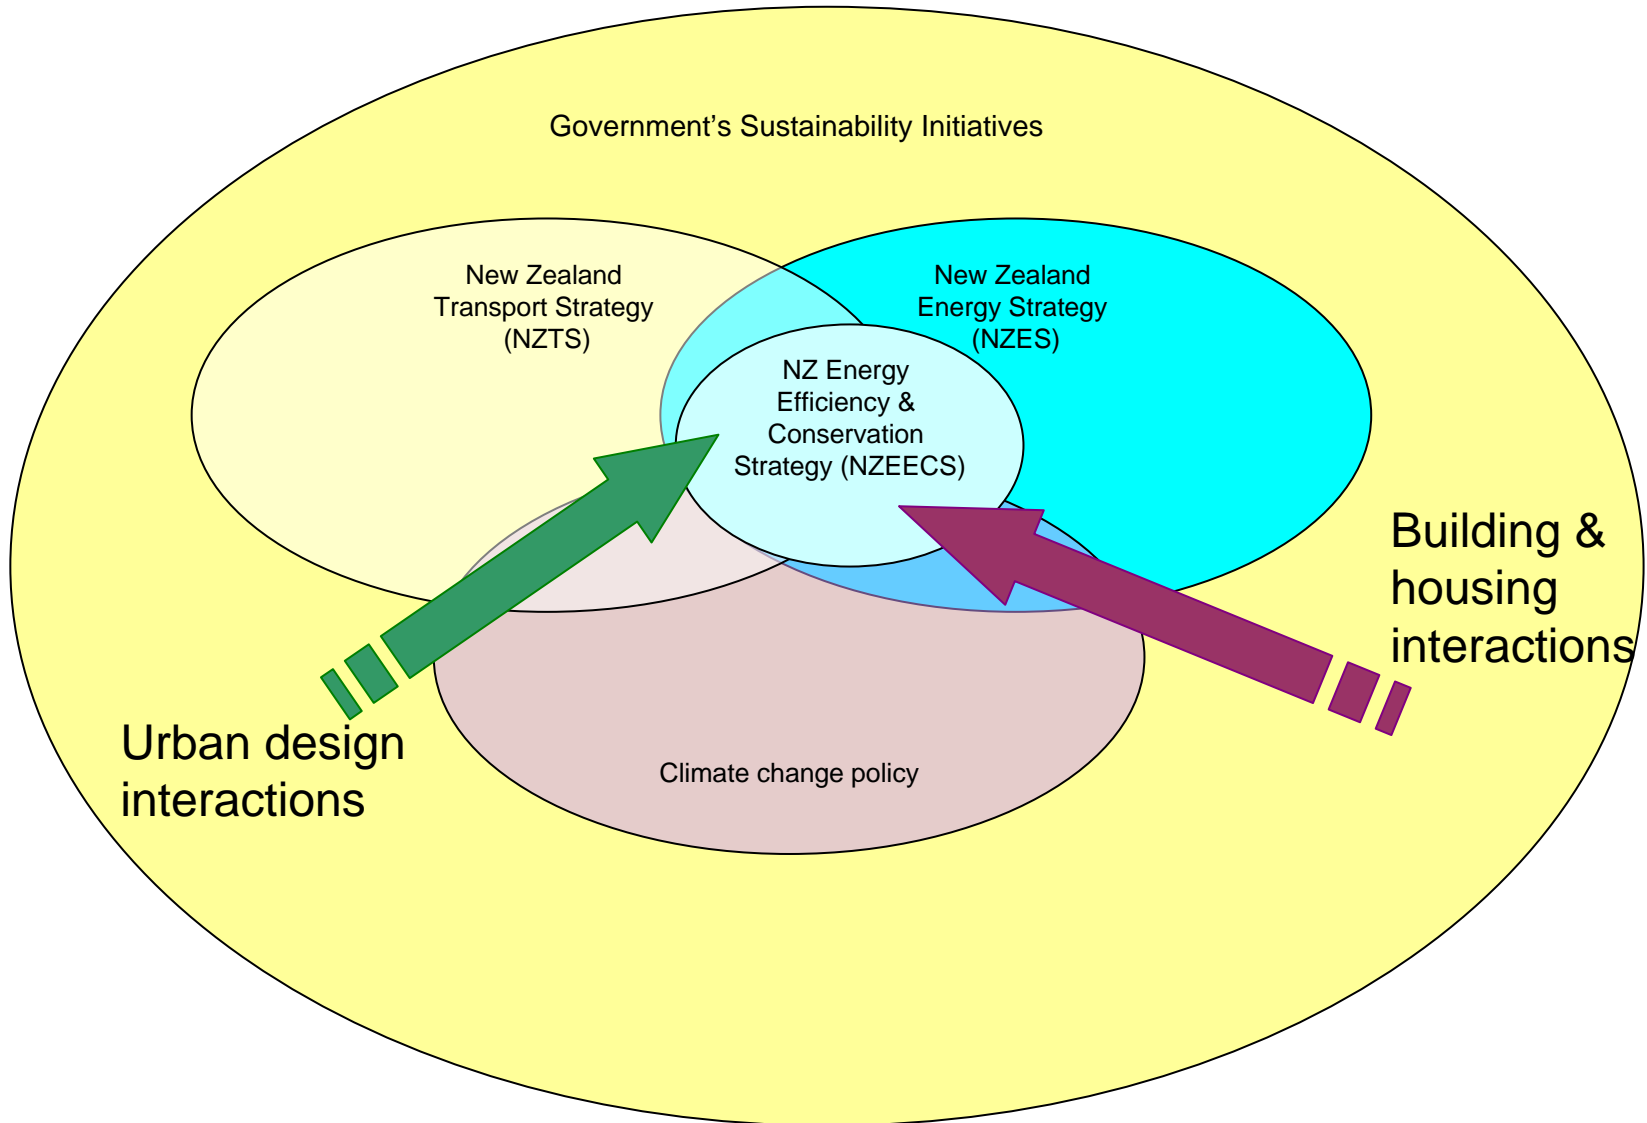 Government’s Sustainability Initiatives
New Zealand
Transport Strategy
(NZTS)
New Zealand
Energy Strategy
(NZES)
NZ Energy
Efficiency &
Conservation
Strategy (NZEECS)
Building &
housing
interactions
Urban design
interactions
Climate change policy